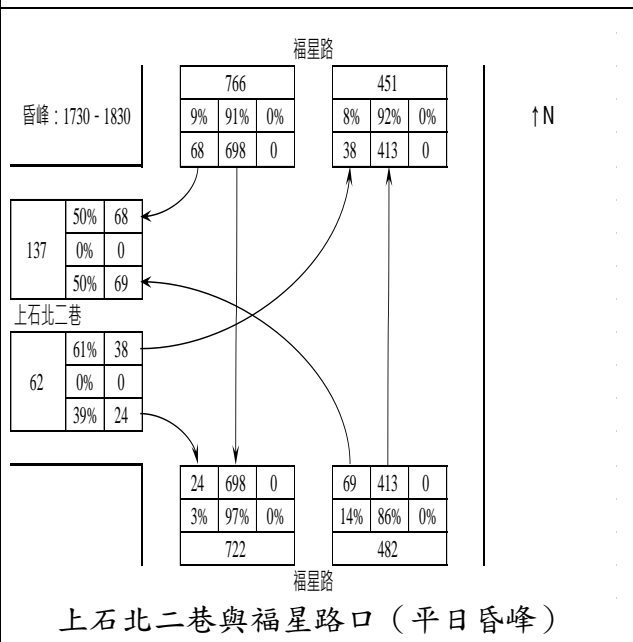 福星路
766 451
昏峰：1730 - 1830
9% 91% 0% 8% 92% 0%
↑N
68 698 0 38 413 0
50% 68
137 0% 0
50% 69
上石北二巷
61% 38
62 0% 0
39% 24
24 698 0 69 413 0
3% 97% 0% 14% 86% 0%
722 482
福星路
上石北二巷與福星路口（平日昏峰）